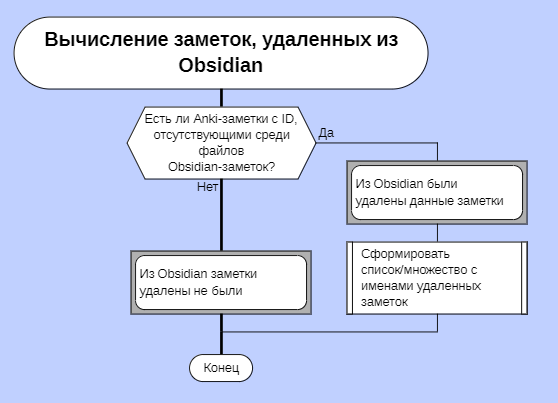 Вычисление заметок, удаленных из
Obsidian
Есть ли Anki-заметки с ID,
отсутствующими среди
файлов
Obsidian-заметок?
Да
Нет
Из Obsidian были
удалены данные заметки
Сформировать
список/множество с
именами удаленных
заметок
Из Obsidian заметки
удалены не были
Конец